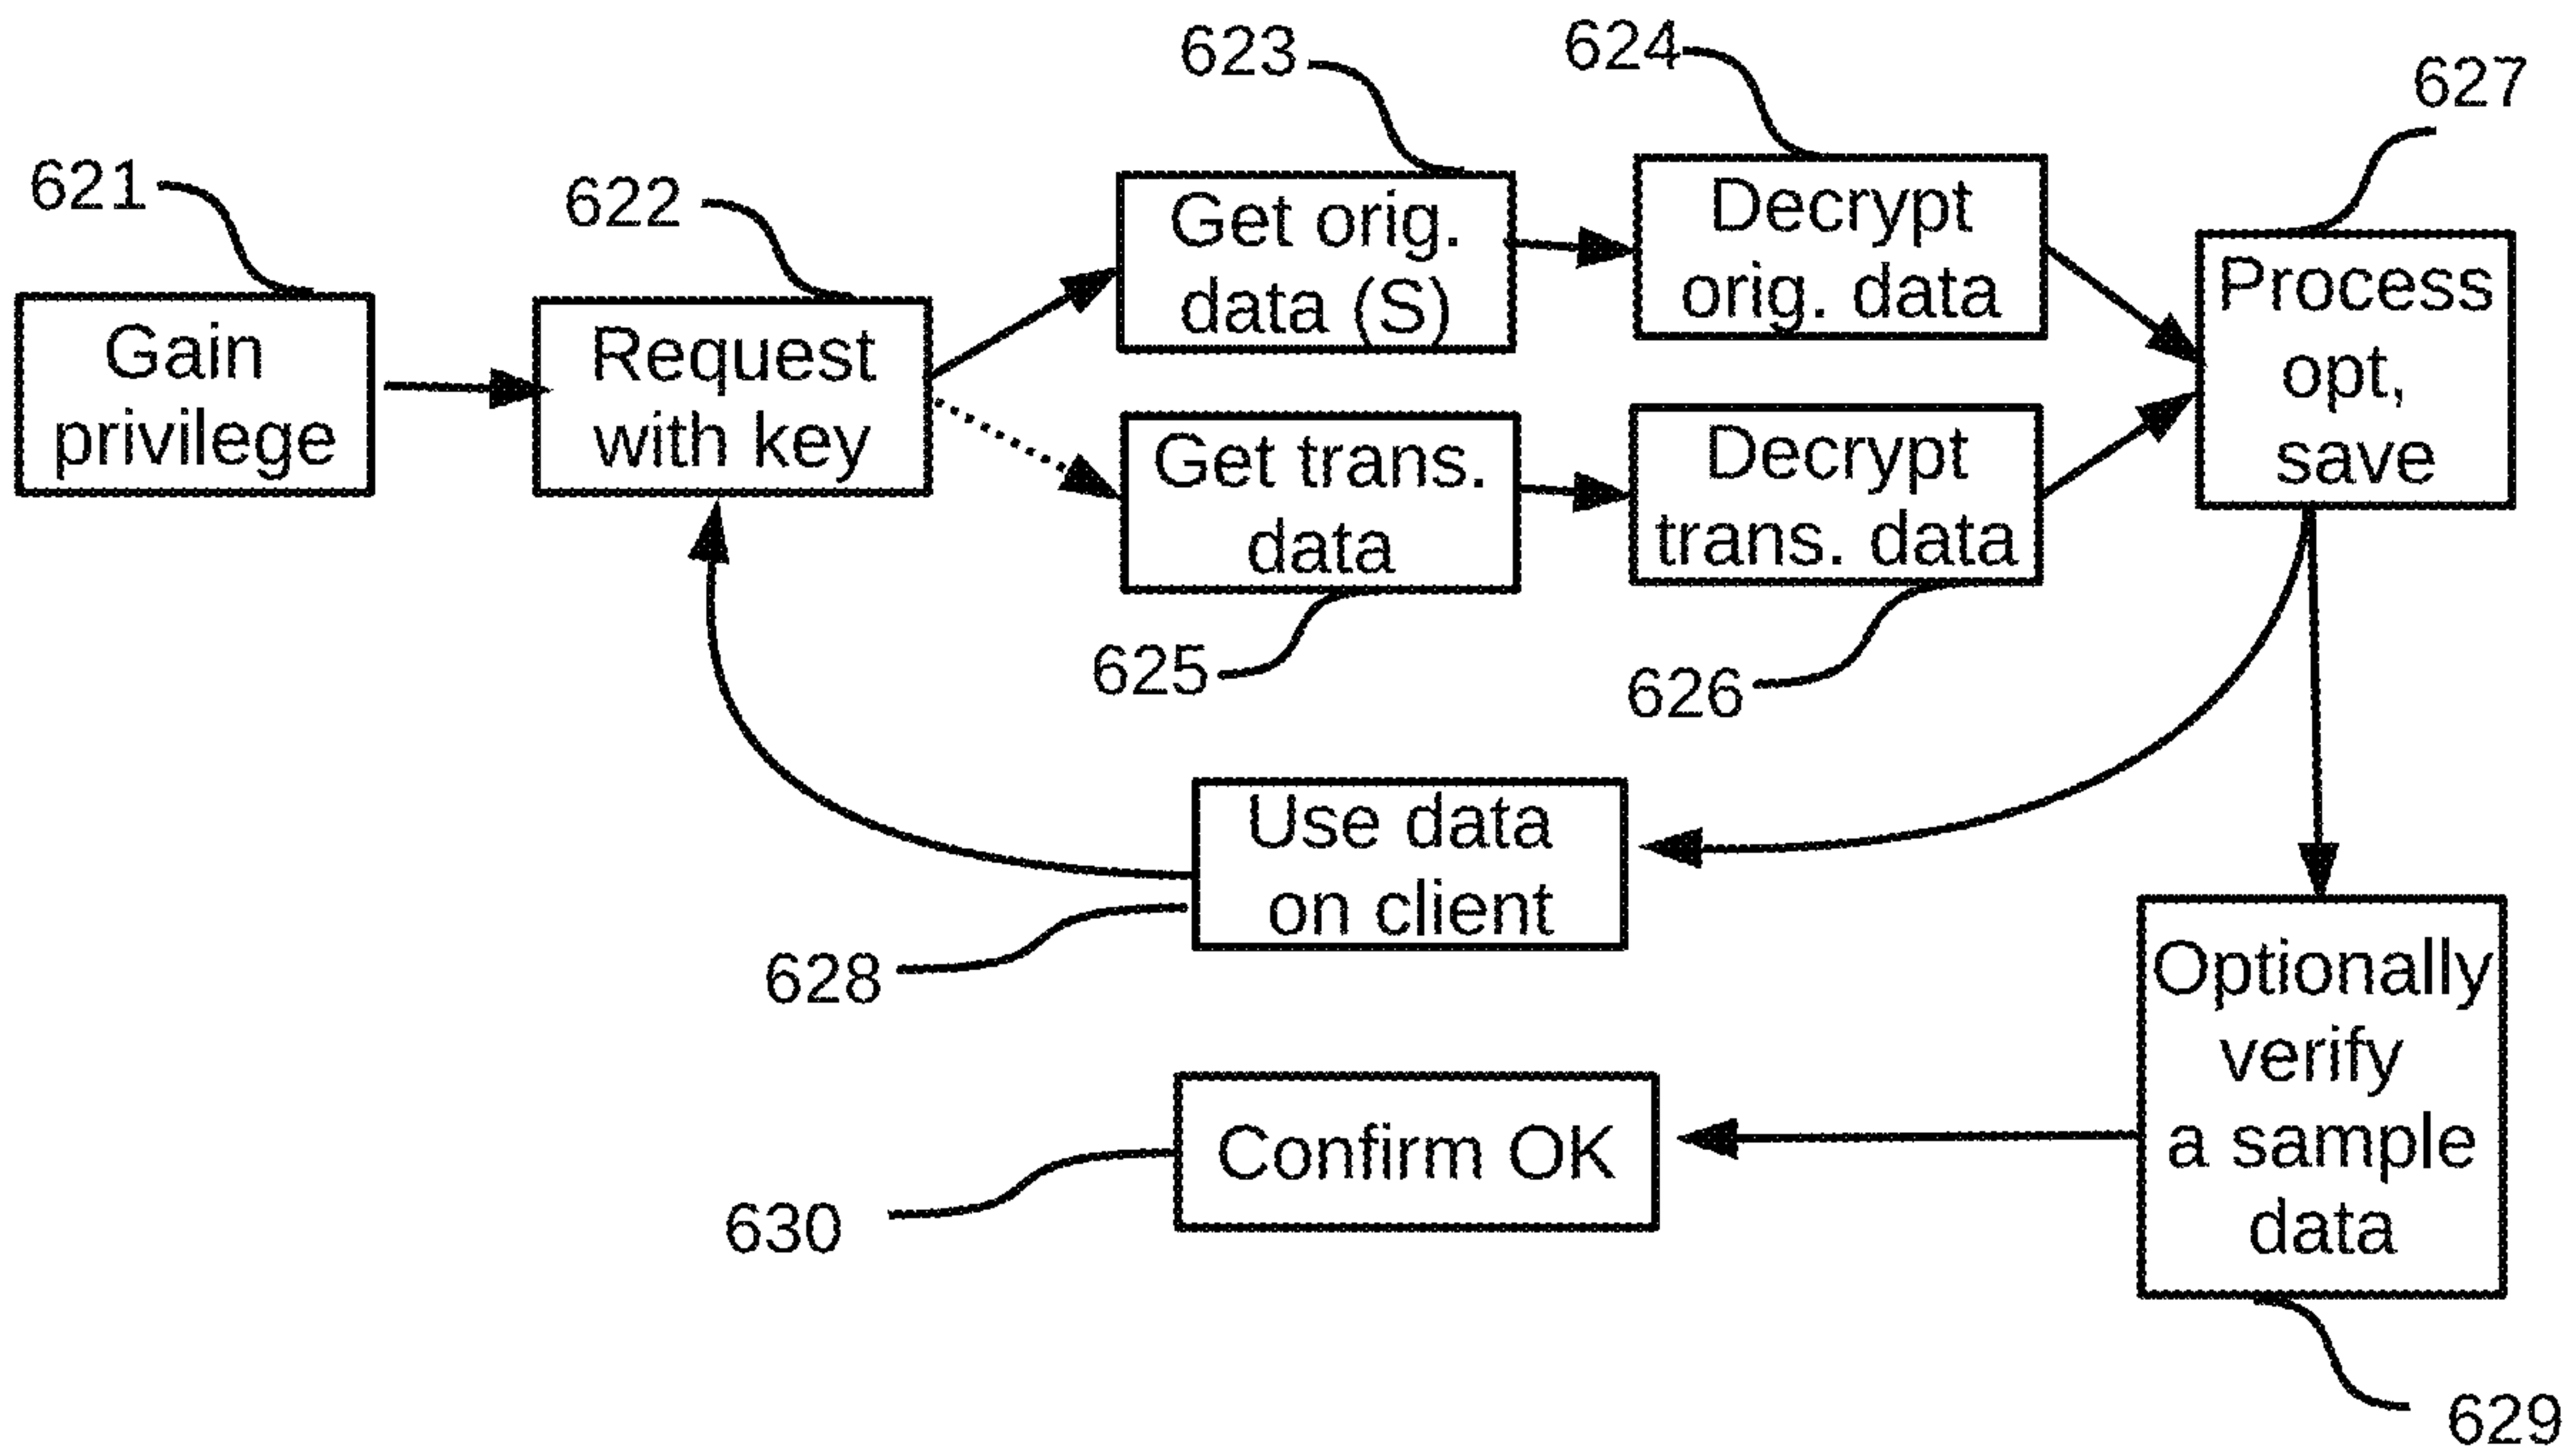 621
Gain
privilege
622
Request
with key
623
Get orig.
data (S)
624
Decrypt
orig. data
625
Get trans.
data
626
Decrypt
trans. data
627
Process
opt,
save
628
Use data
on client
629
Optionally
verify
a sample
data
630
Confirm OK